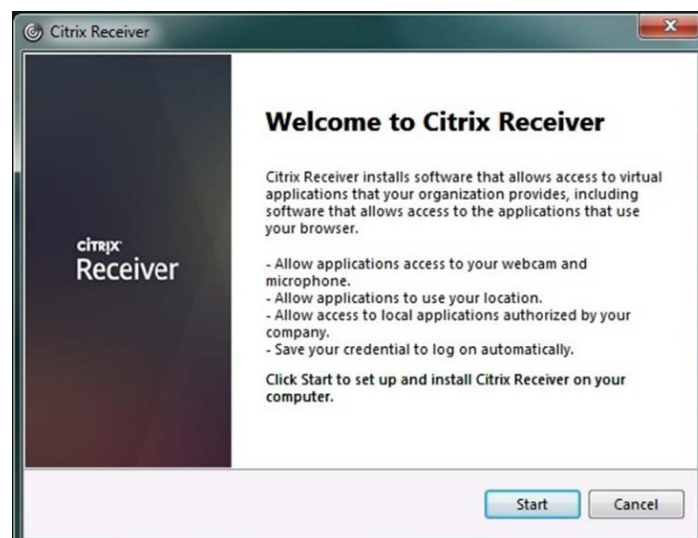 Citrix Receiver
CITRIX
Receiver
Welcome to Citrix Receiver
Citrix Receiver installs software that allows access to virtual
applications that your organization provides, including
software that allows access to the applications that use
your browser.
- Allow applications access to your webcam and
microphone.
- Allow applications to use your location.
- Allow access to local applications authorized by your
company.
- Save your credential to log on automatically.
Click Start to set up and install Citrix Receiver on your
computer.
Start
Cancel